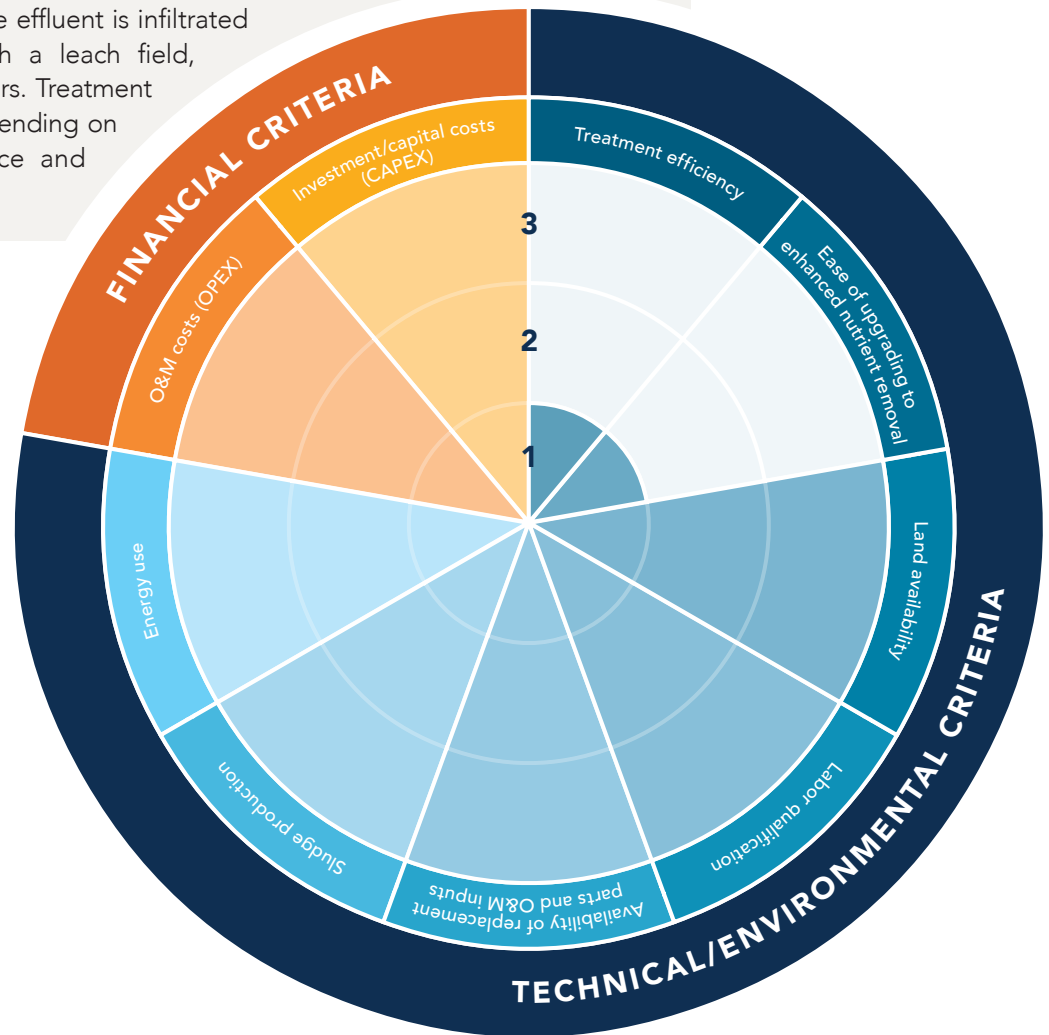 e effluent is infiltrated
h a leach field,
rs. Treatment
ending on
ce and
FINANCIAL CRITERIA
Investment/capital costs
(CAPEX)
O&M costs (OPEX)
Treatment efficiency
Ease of upgrading to
enhanced nutrient removal
Land availability
Labor qualification
Availability of replacement
parts and O&M inputs
Sludge production
Energy use
3
2
1
TECHNICAL/ENVIRONMENTAL CRITERIA